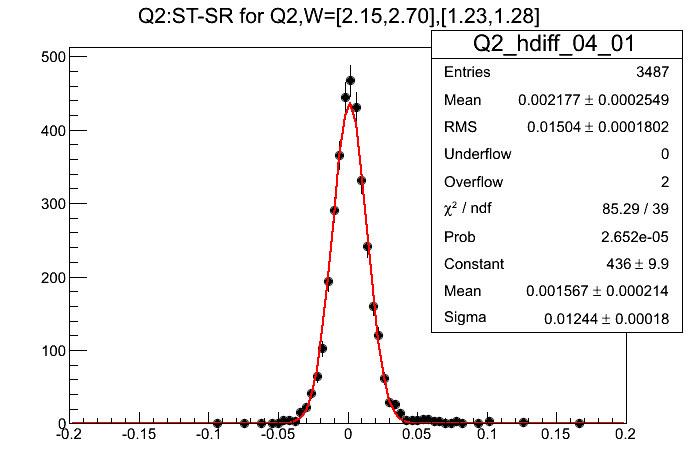 Q2:ST-SR for Q2,W=[2.15,2.70],[1.23,1.28]
Q2_hdiff_04_01
Entries 3487
Mean 0.002177 ± 0.0002549
RMS 0.01504 ± 0.0001802
Underflow 0
Overflow 2
χ² / ndf 85.29 / 39
Prob 2.652e-05
Constant 436 ± 9.9
Mean 0.001567 ± 0.000214
Sigma 0.01244 ± 0.00018
500
400
300
200
100
0
-0.2 -0.15 -0.1 -0.05 0 0.05 0.1 0.15 0.2